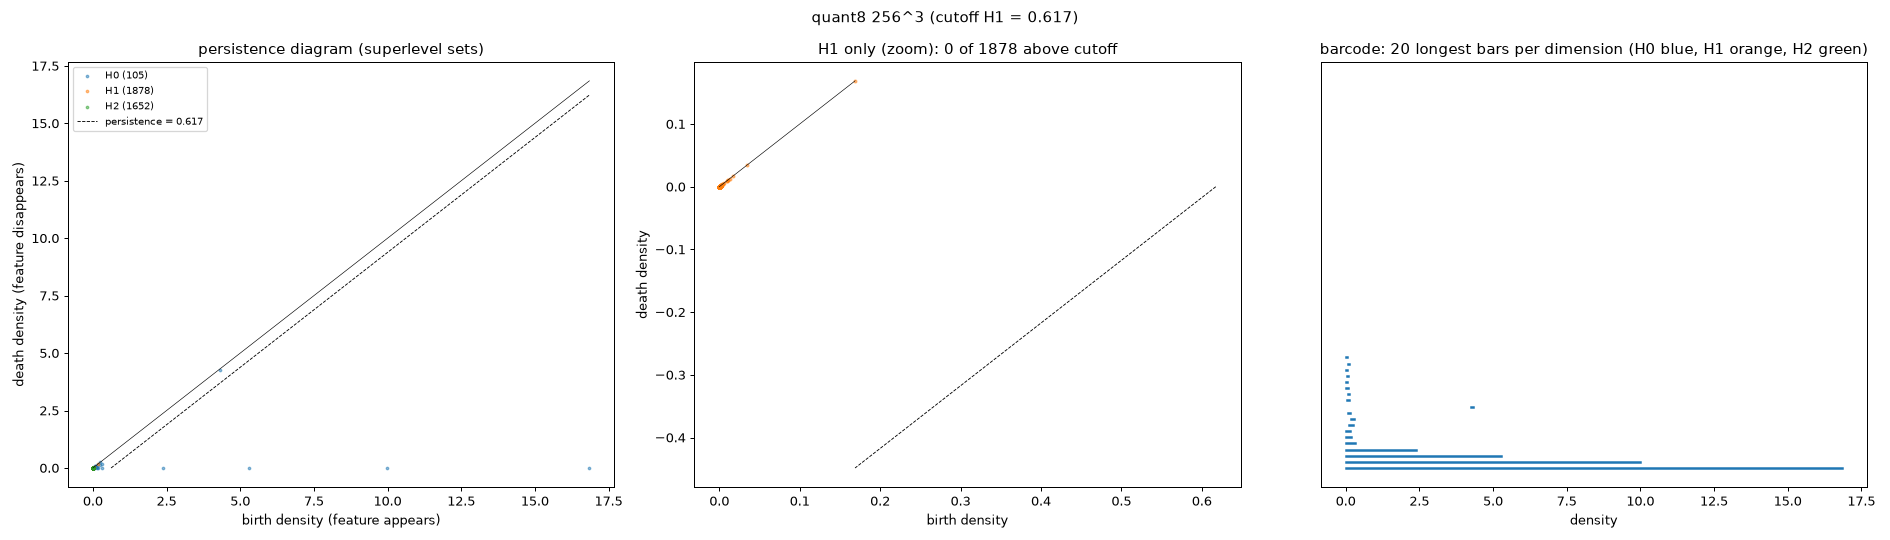 quant8 256^3 (cutoff H1 = 0.617)
persistence diagram (superlevel sets)
17.5
15.0
12.5
10.0
7.5
5.0
2.5
0.0
death density (feature disappears)
H0 (105)
H1 (1878)
H2 (1652)
persistence = 0.617
0.0 2.5 5.0 7.5 10.0 12.5 15.0 17.5
birth density (feature appears)
H1 only (zoom): 0 of 1878 above cutoff
0.1
0.0
−0.1
−0.2
−0.3
−0.4
death density
0.0 0.1 0.2 0.3 0.4 0.5 0.6
birth density
barcode: 20 longest bars per dimension (H0 blue, H1 orange, H2 green)
0.0 2.5 5.0 7.5 10.0 12.5 15.0 17.5
density